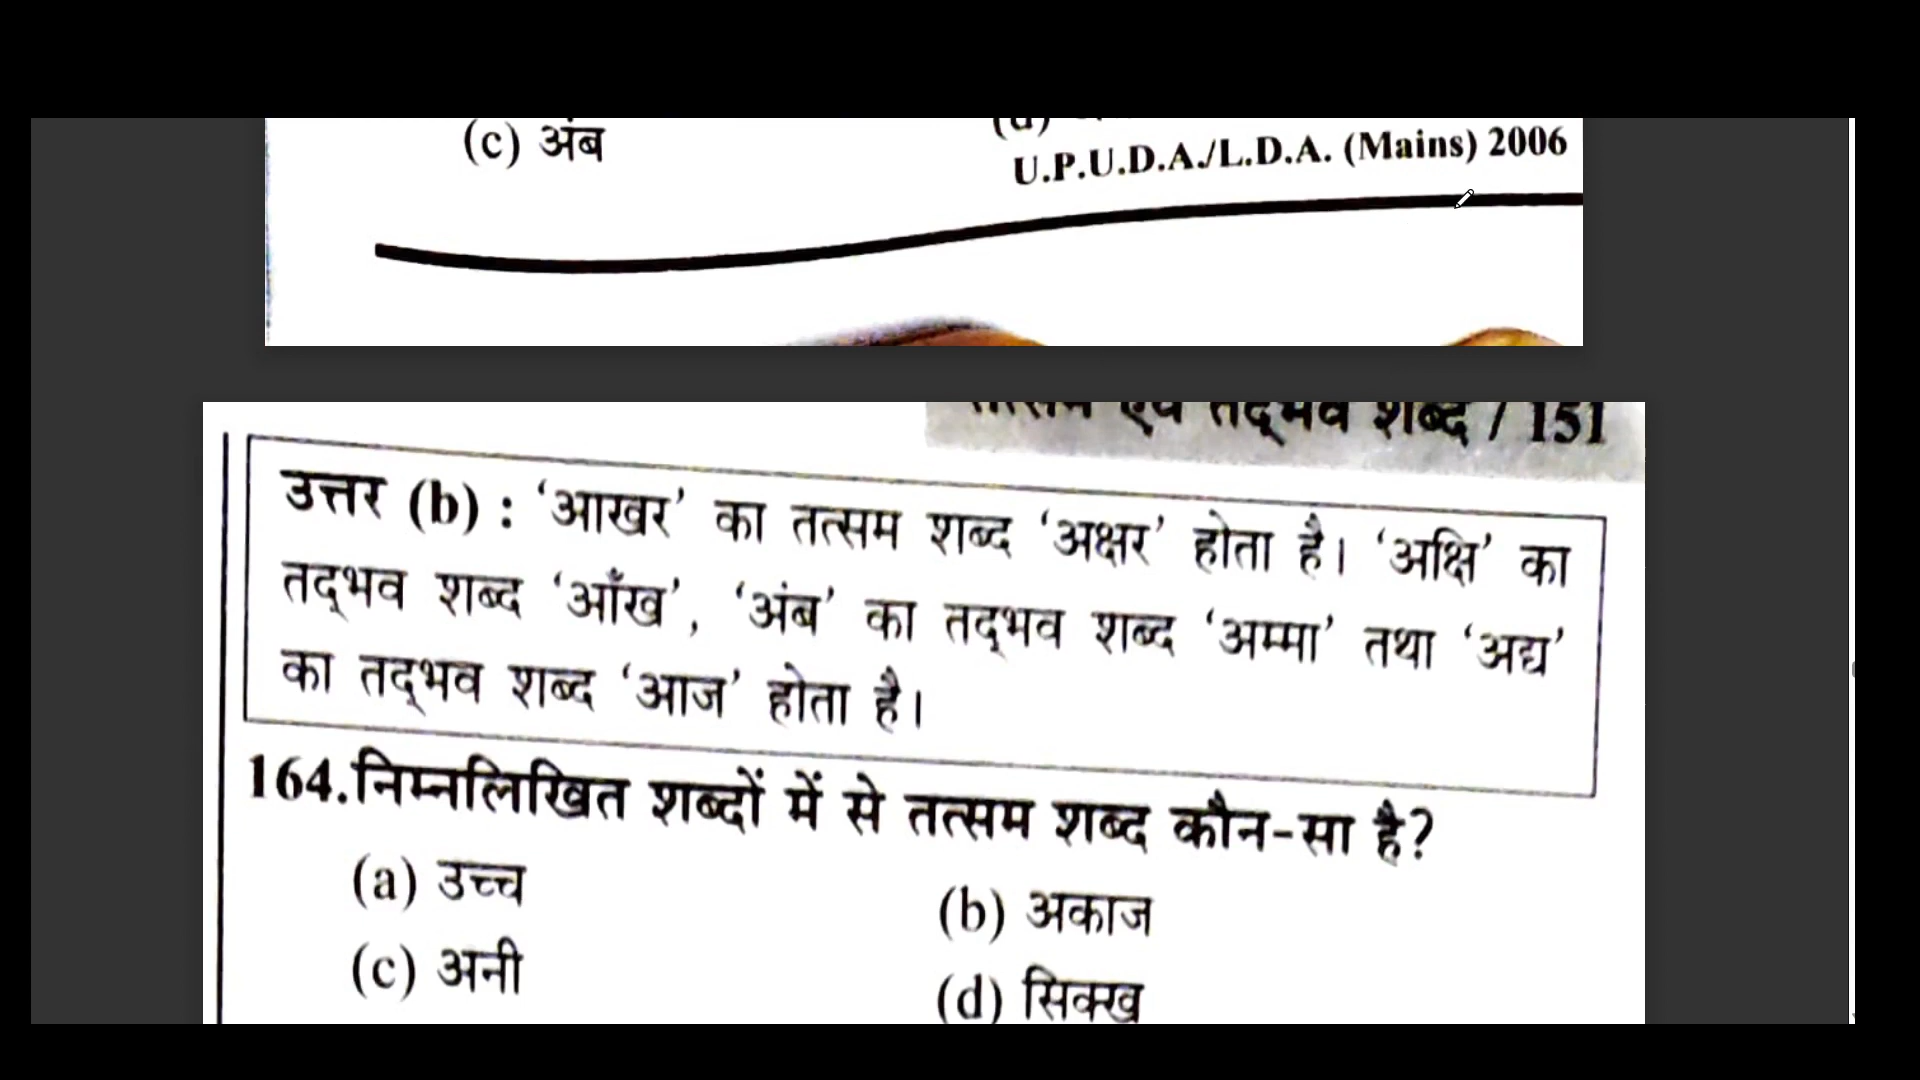 (c) अंब
(d)
U.P.U.D.A./L.D.A. (Mains) 2006
तत्सम एवं तद्भव शब्द / 151
उत्तर (b) : ‘आखर’ का तत्सम शब्द ‘अक्षर’ होता है। ‘अक्षि’ का
तद्भव शब्द ‘आँख’, ‘अंब’ का तद्भव शब्द ‘अम्मा’ तथा ‘अद्य’
का तद्भव शब्द ‘आज’ होता है।
164.निम्नलिखित शब्दों में से तत्सम शब्द कौन-सा है?
(a) उच्च
(b) अकाज
(c) अनी
(d) सिक्ख